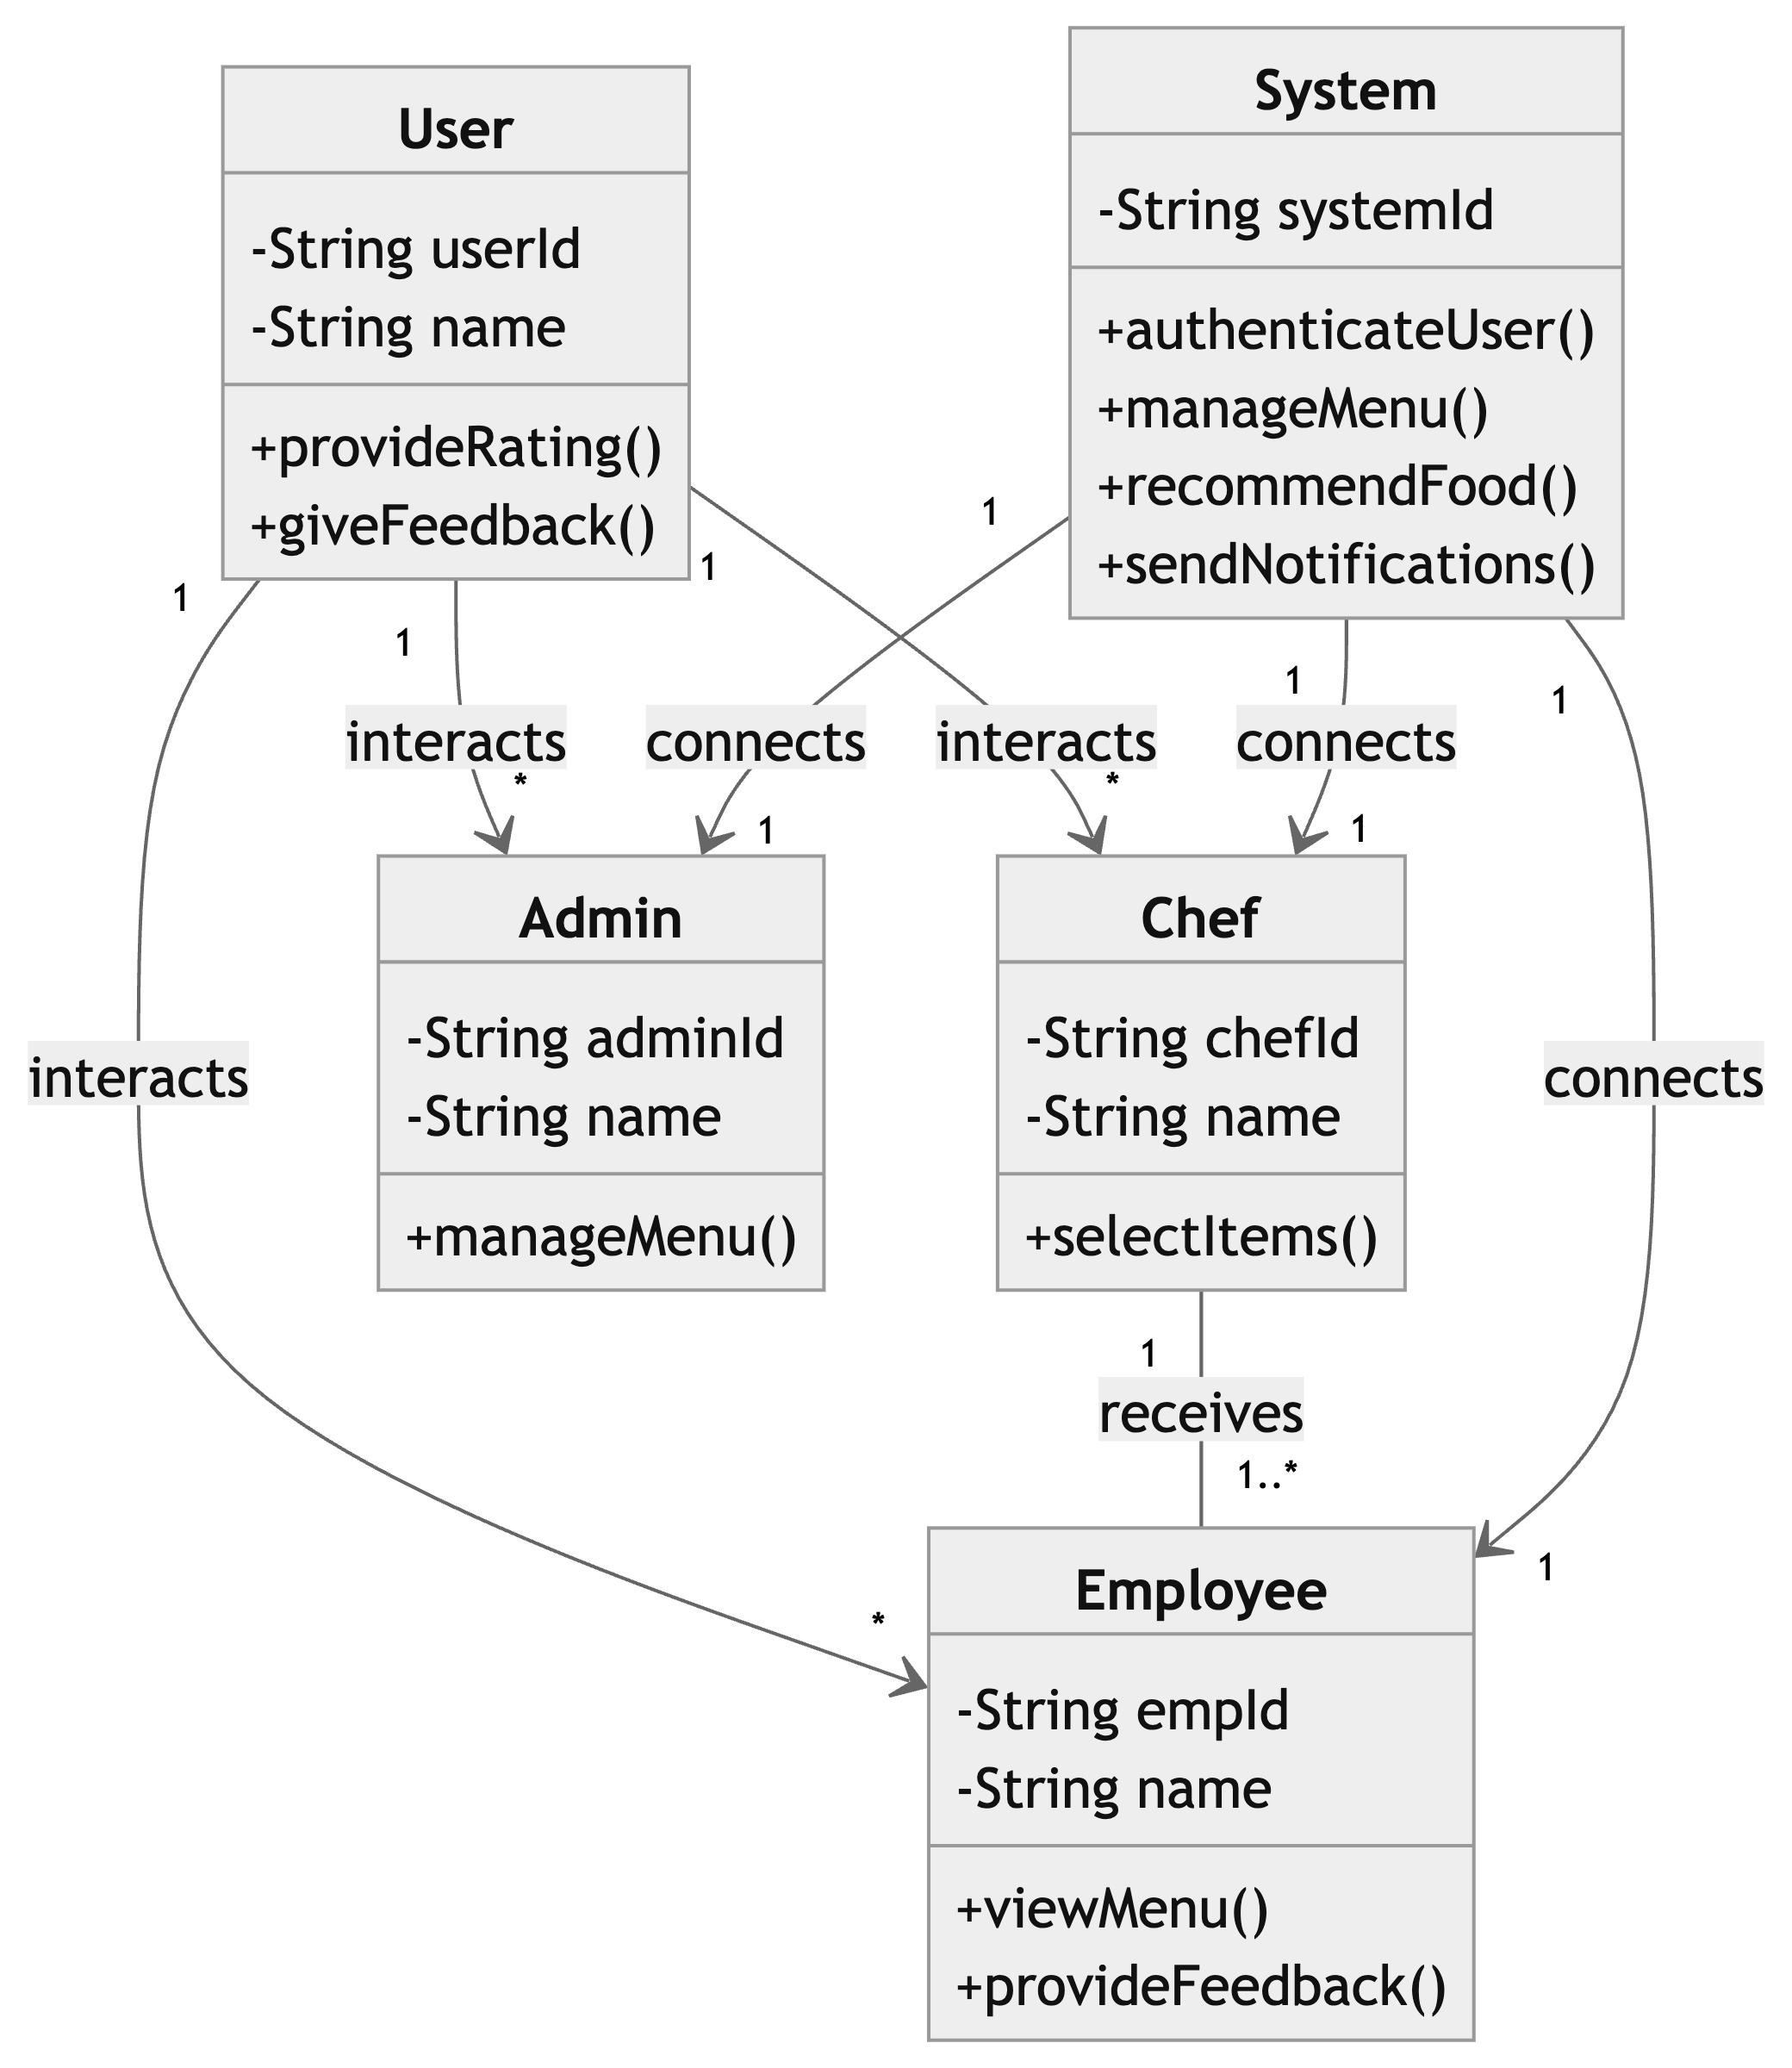 User
-String userId
-String name
+provideRating()
+giveFeedback()
System
-String systemId
+authenticateUser()
+manageMenu()
+recommendFood()
+sendNotifications()
1
1
1
1
1
1
interacts
connects
interacts
connects
*
1
*
1
Admin
-String adminId
-String name
+manageMenu()
Chef
-String chefId
-String name
+selectItems()
interacts
connects
1
receives
1..*
*
1
Employee
-String empId
-String name
+viewMenu()
+provideFeedback()